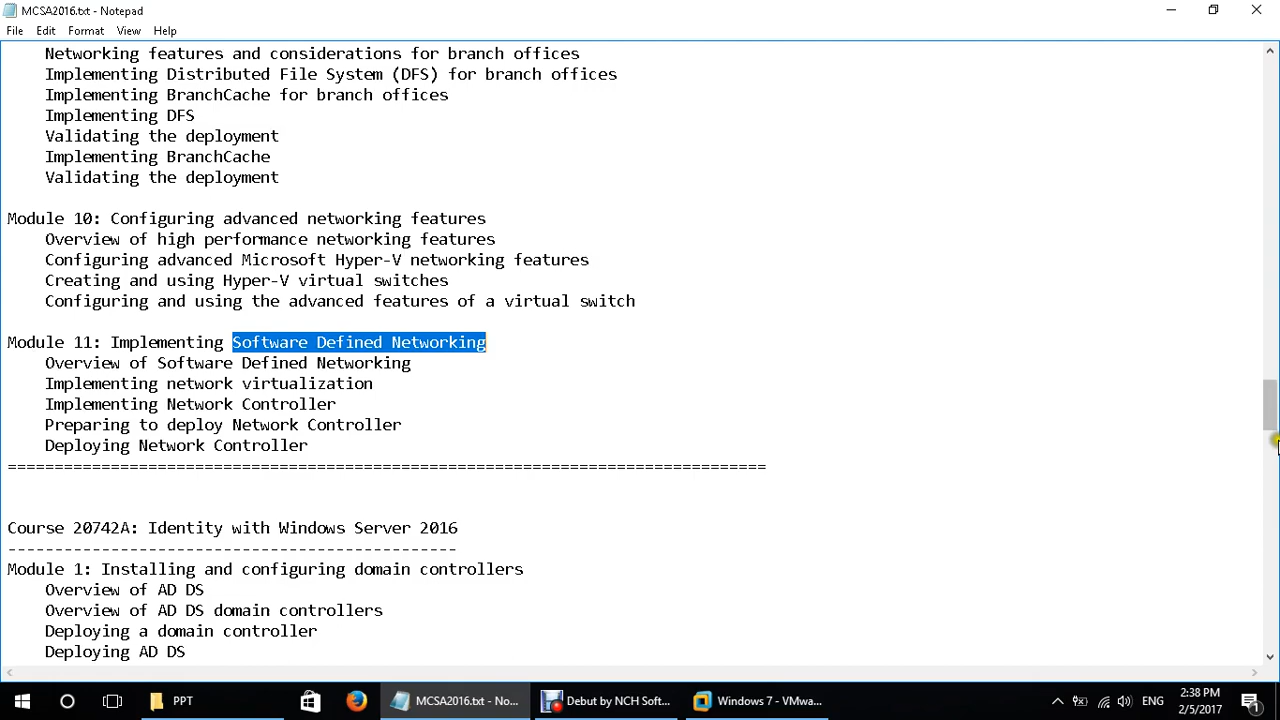 MCSA2016.txt - Notepad
File Edit Format View Help
Networking features and considerations for branch offices
Implementing Distributed File System (DFS) for branch offices
Implementing BranchCache for branch offices
Implementing DFS
Validating the deployment
Implementing BranchCache
Validating the deployment
Module 10: Configuring advanced networking features
Overview of high performance networking features
Configuring advanced Microsoft Hyper-V networking features
Creating and using Hyper-V virtual switches
Configuring and using the advanced features of a virtual switch
Module 11: Implementing Software Defined Networking
Overview of Software Defined Networking
Implementing network virtualization
Implementing Network Controller
Preparing to deploy Network Controller
Deploying Network Controller
=================================================================================
Course 20742A: Identity with Windows Server 2016
------------------------------------------------
Module 1: Installing and configuring domain controllers
Overview of AD DS
Overview of AD DS domain controllers
Deploying a domain controller
Deploying AD DS
PPT MCSA2016.txt - No... Debut by NCH Soft... Windows 7 - VMwa... ENG 2:38 PM
2/5/2017 1